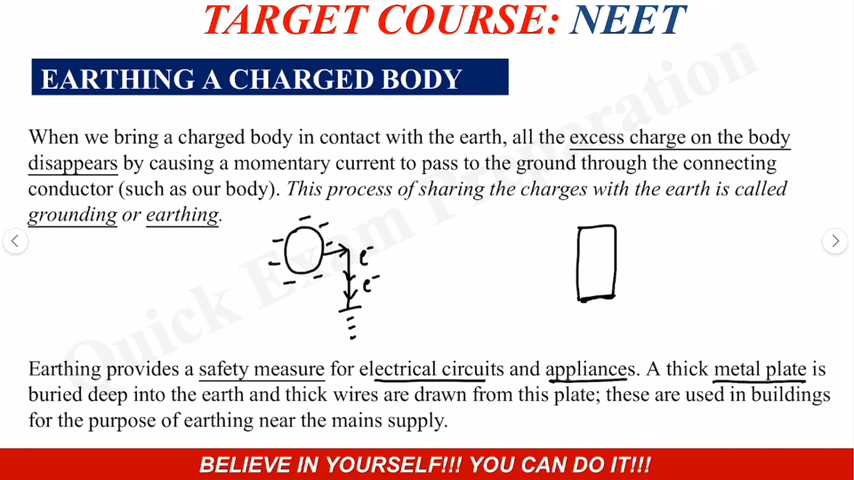 TARGET COURSE: NEET
EARTHING A CHARGED BODY
When we bring a charged body in contact with the earth, all the excess charge on the body
disappears by causing a momentary current to pass to the ground through the connecting
conductor (such as our body). This process of sharing the charges with the earth is called
grounding or earthing.
e⁻
e⁻
Earthing provides a safety measure for electrical circuits and appliances. A thick metal plate is
buried deep into the earth and thick wires are drawn from this plate; these are used in buildings
for the purpose of earthing near the mains supply.
Quick Exam Preparation
BELIEVE IN YOURSELF!!! YOU CAN DO IT!!!